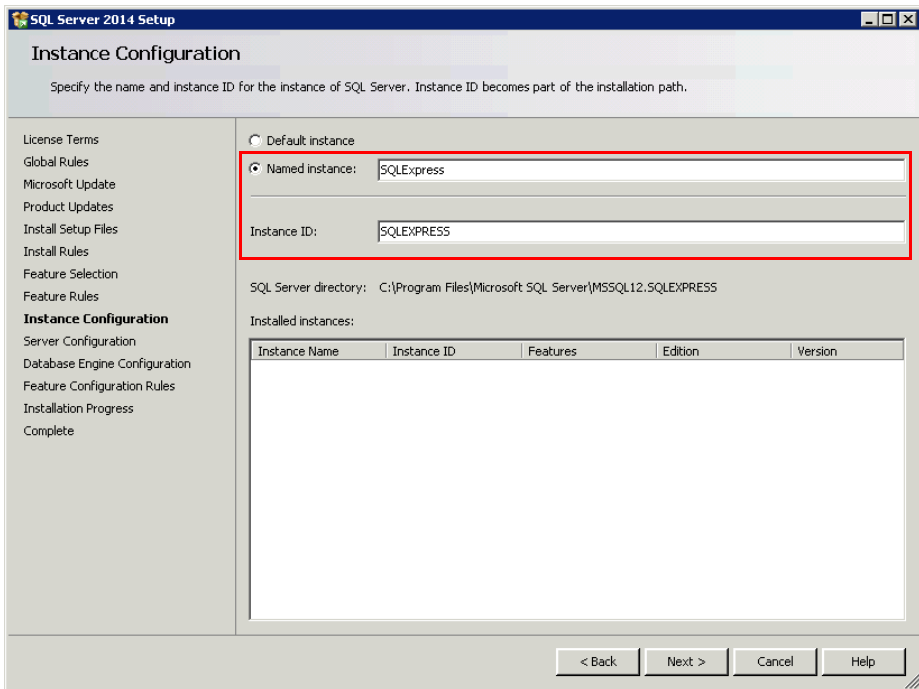 SQL Server 2014 Setup
Instance Configuration
Specify the name and instance ID for the instance of SQL Server. Instance ID becomes part of the installation path.
License Terms
Global Rules
Microsoft Update
Product Updates
Install Setup Files
Install Rules
Feature Selection
Feature Rules
Instance Configuration
Server Configuration
Database Engine Configuration
Feature Configuration Rules
Installation Progress
Complete
Default instance
Named instance: SQLExpress
Instance ID: SQLEXPRESS
SQL Server directory: C:\Program Files\Microsoft SQL Server\MSSQL12.SQLEXPRESS
Installed instances:
Instance Name Instance ID Features Edition Version
< Back Next > Cancel Help